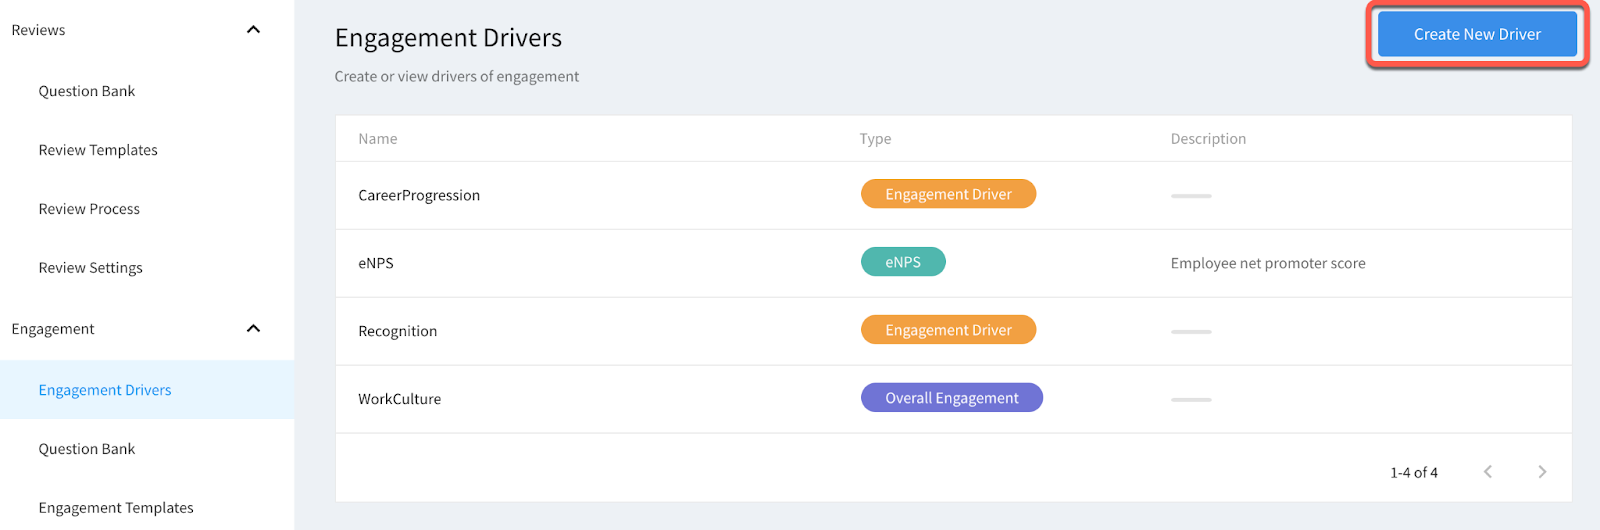 Reviews
Question Bank
Review Templates
Review Process
Review Settings
Engagement
Engagement Drivers
Question Bank
Engagement Templates
Engagement Drivers
Create or view drivers of engagement
Create New Driver
Name Type Description
CareerProgression Engagement Driver
eNPS eNPS Employee net promoter score
Recognition Engagement Driver
WorkCulture Overall Engagement
1-4 of 4